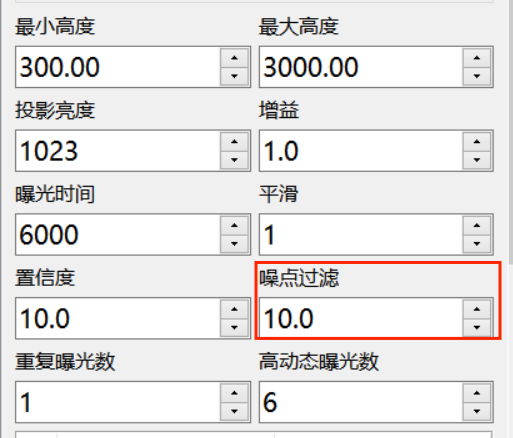 最小高度 最大高度
300.00 3000.00
投影亮度 增益
1023 1.0
曝光时间 平滑
6000 1
置信度 噪点过滤
10.0 10.0
重复曝光数 高动态曝光数
1 6